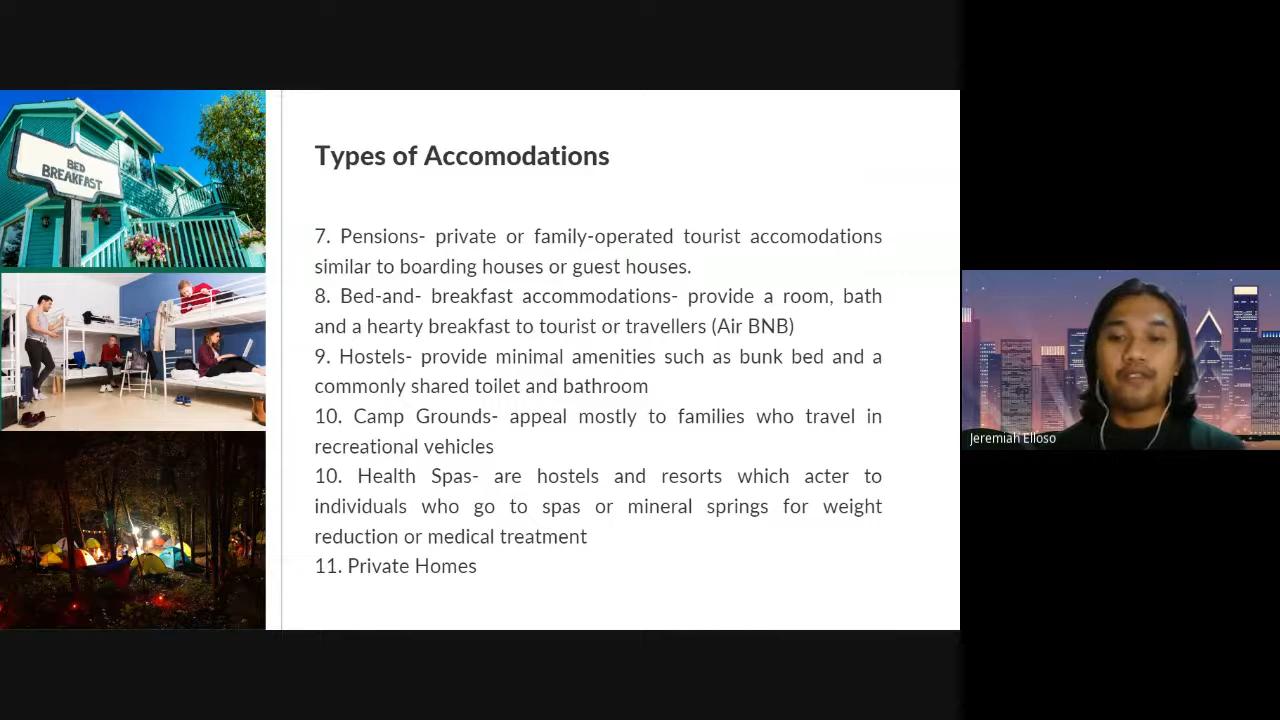 BED
BREAKFAST
Types of Accomodations
7. Pensions- private or family-operated tourist accomodations
similar to boarding houses or guest houses.
8. Bed-and- breakfast accommodations- provide a room, bath
and a hearty breakfast to tourist or travellers (Air BNB)
9. Hostels- provide minimal amenities such as bunk bed and a
commonly shared toilet and bathroom
10. Camp Grounds- appeal mostly to families who travel in
recreational vehicles
10. Health Spas- are hostels and resorts which acter to
individuals who go to spas or mineral springs for weight
reduction or medical treatment
11. Private Homes
Jeremiah Elloso